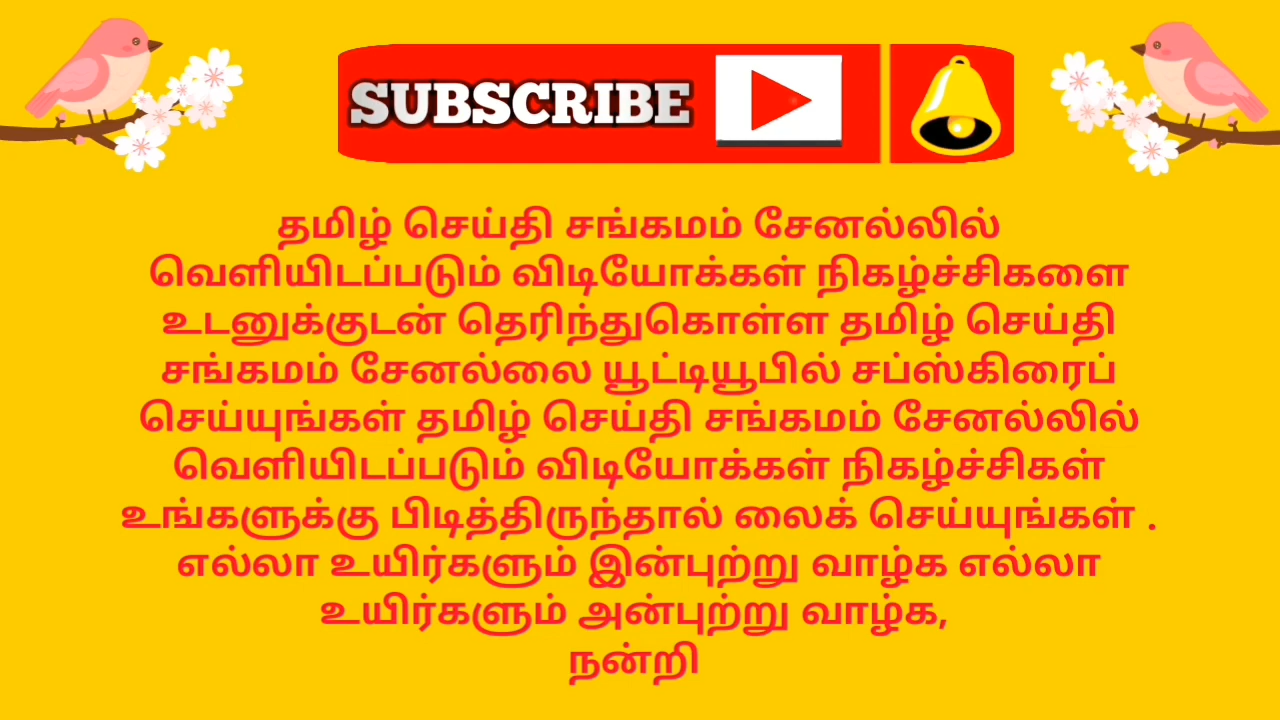 SUBSCRIBE
தமிழ் செய்தி சங்கமம் சேனல்லில்
வெளியிடப்படும் விடியோக்கள் நிகழ்ச்சிகளை
உடனுக்குடன் தெரிந்துகொள்ள தமிழ் செய்தி
சங்கமம் சேனல்லை யூட்டியூபில் சப்ஸ்கிரைப்
செய்யுங்கள் தமிழ் செய்தி சங்கமம் சேனல்லில்
வெளியிடப்படும் விடியோக்கள் நிகழ்ச்சிகள்
உங்களுக்கு பிடித்திருந்தால் லைக் செய்யுங்கள் .
எல்லா உயிர்களும் இன்புற்று வாழ்க எல்லா
உயிர்களும் அன்புற்று வாழ்க,
நன்றி